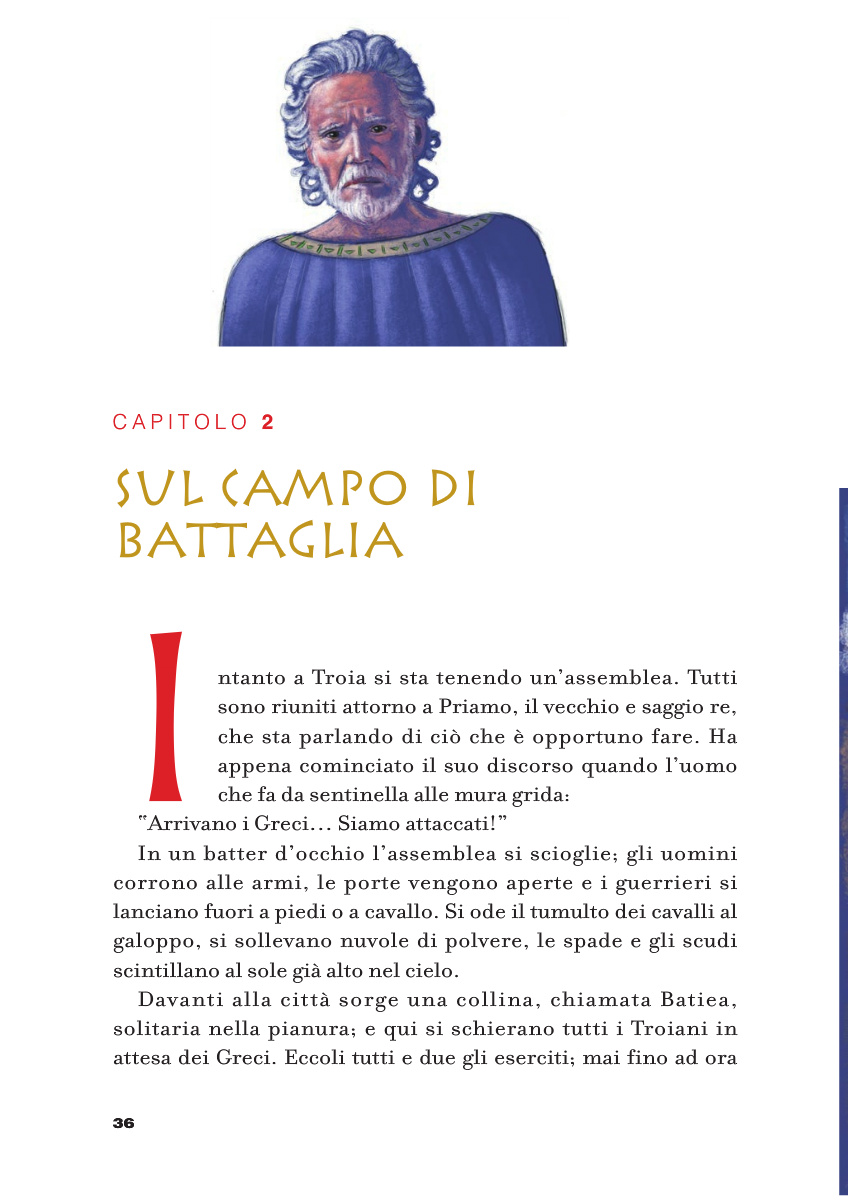 CAPITOLO 2
SUL CAMPO DI
BATTAGLIA
Intanto a Troia si sta tenendo un’assemblea. Tutti
sono riuniti attorno a Priamo, il vecchio e saggio re,
che sta parlando di ciò che è opportuno fare. Ha
appena cominciato il suo discorso quando l’uomo
che fa da sentinella alle mura grida:
“Arrivano i Greci… Siamo attaccati!”
In un batter d’occhio l’assemblea si scioglie; gli uomini
corrono alle armi, le porte vengono aperte e i guerrieri si
lanciano fuori a piedi o a cavallo. Si ode il tumulto dei cavalli al
galoppo, si sollevano nuvole di polvere, le spade e gli scudi
scintillano al sole già alto nel cielo.
Davanti alla città sorge una collina, chiamata Batiea,
solitaria nella pianura; e qui si schierano tutti i Troiani in
attesa dei Greci. Eccoli tutti e due gli eserciti; mai fino ad ora
36